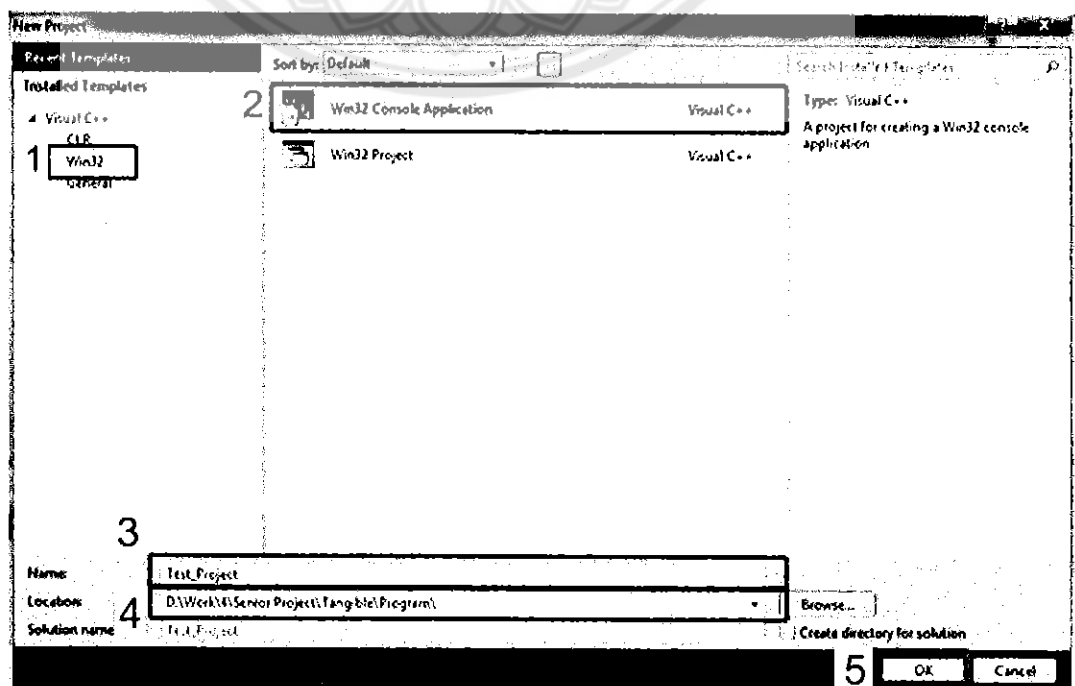 New Project
Recent Templates
Installed Templates
Sort by: Default
Search Installed Templates
Visual C++
CLR
1 Win32
General
2 Win32 Console Application Visual C++
Win32 Project Visual C++
Type: Visual C++
A project for creating a Win32 console
application
3
Name: Test_Project
Location: 4 D:\Work\4\Senior Project\Tangible\Program\ Browse...
Solution name Test_Project Create directory for solution
5 OK Cancel